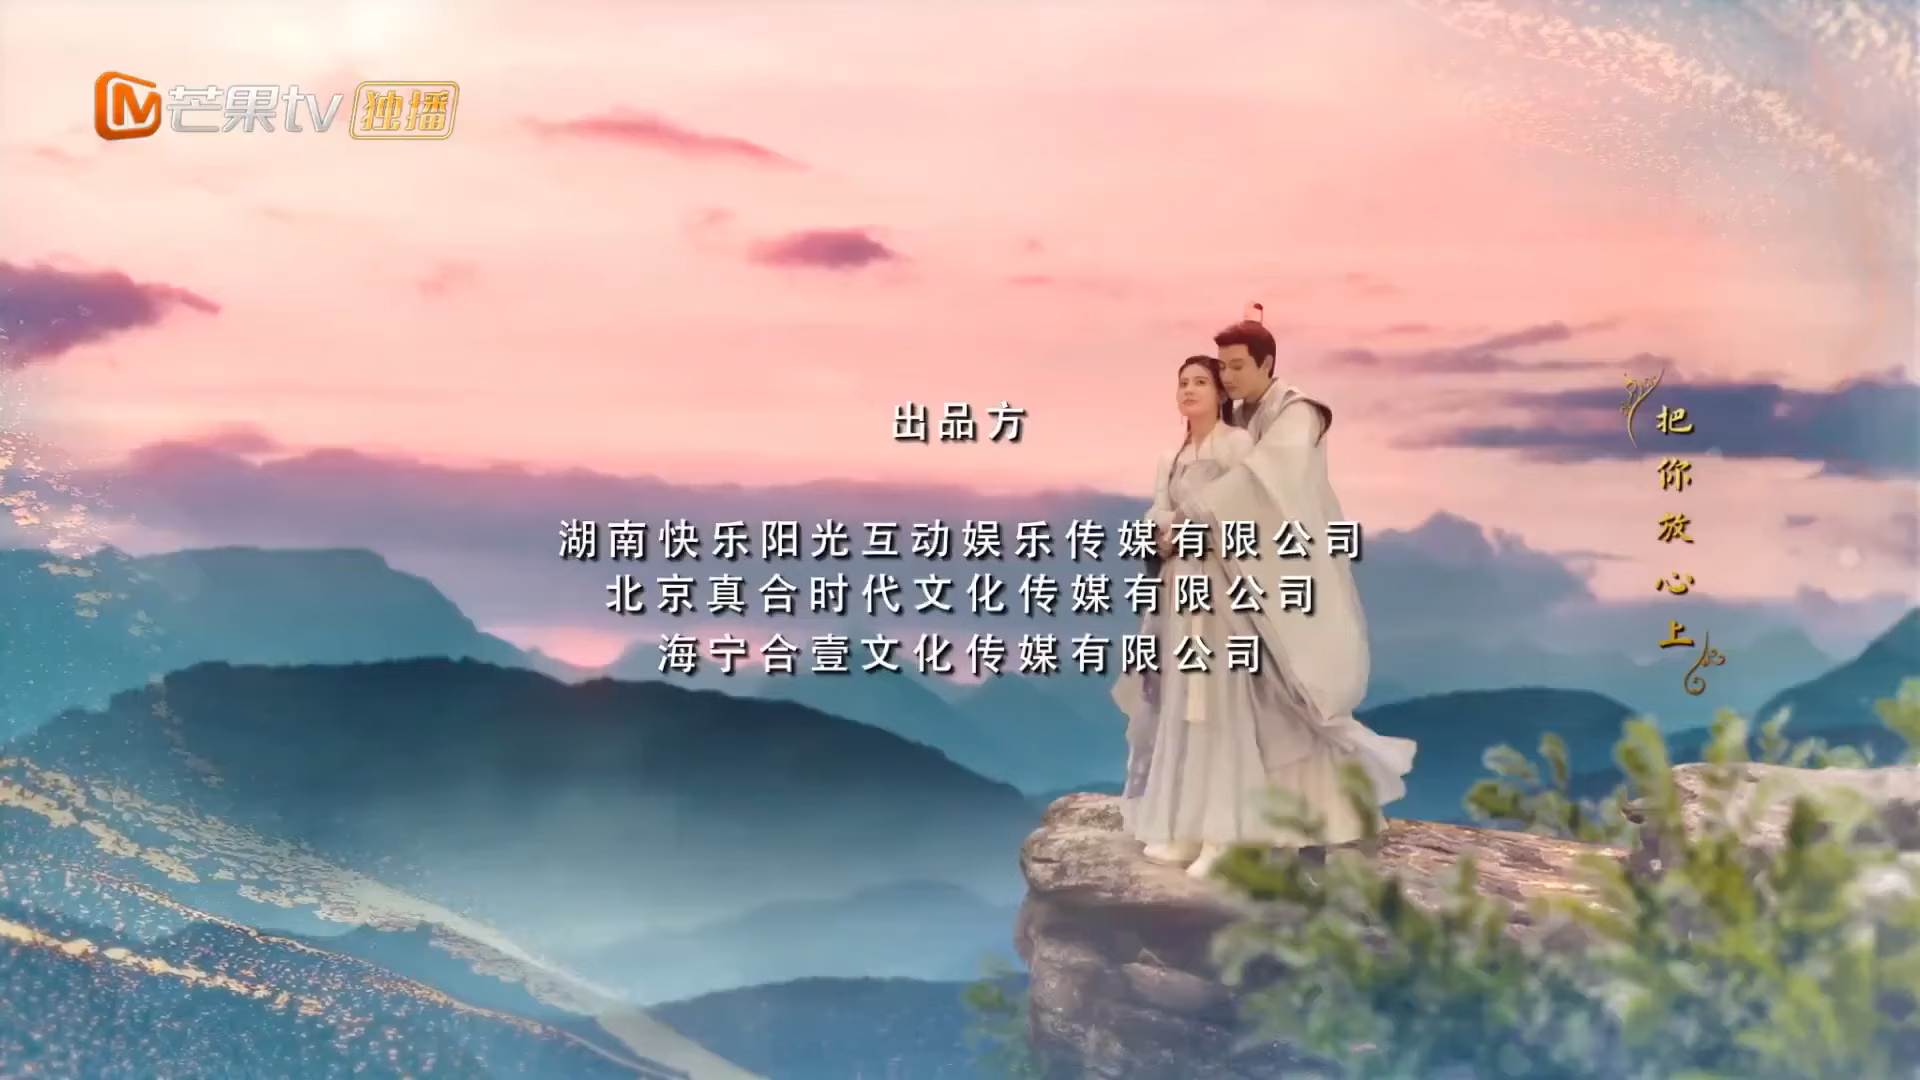 芒果tv 独播
出品方
湖南快乐阳光互动娱乐传媒有限公司
北京真合时代文化传媒有限公司
海宁合壹文化传媒有限公司
把你放心上